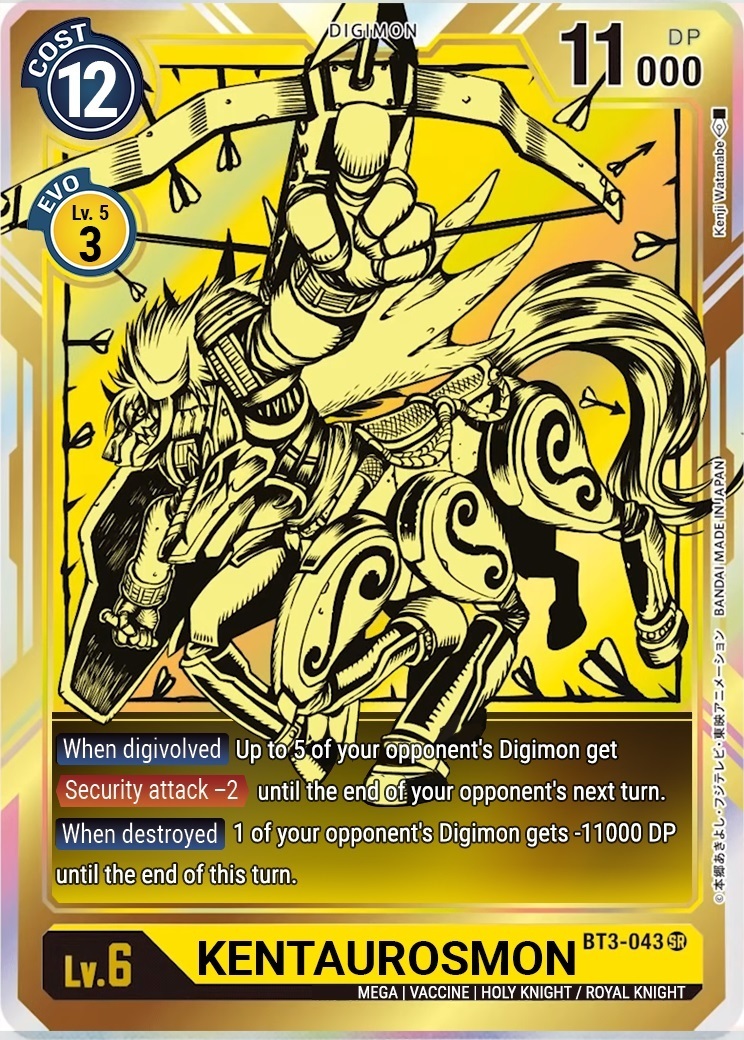 DIGIMON
COST
12
DP
11000
EVO
Lv. 5
3
Kenji Watanabe
When digivolved Up to 5 of your opponent's Digimon get
Security attack −2 until the end of your opponent's next turn.
When destroyed 1 of your opponent's Digimon gets -11000 DP
until the end of this turn.
©本郷あきよし・フジテレビ・東映アニメーション BANDAI MADE IN JAPAN
Lv.6
KENTAUROSMON
BT3-043 SR
MEGA | VACCINE | HOLY KNIGHT / ROYAL KNIGHT